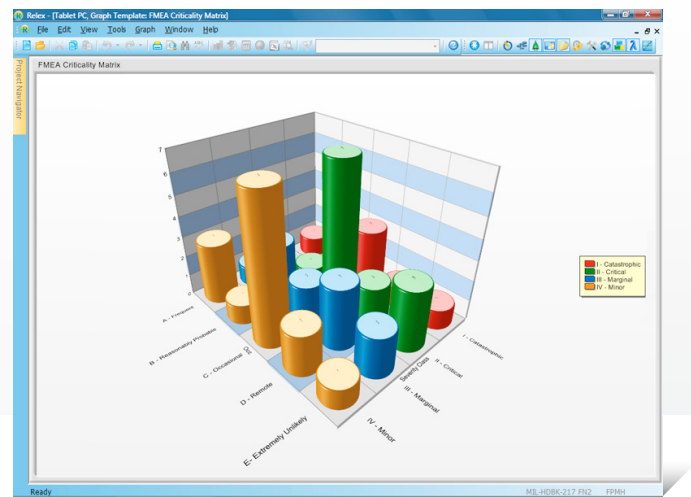 Relex - [Tablet PC, Graph Template: FMEA Criticality Matrix]
File Edit View Tools Graph Window Help
Project Navigator
FMEA Criticality Matrix
7
6
5
4
3
2
1
0
A - Frequent
B - Reasonably Probable
C - Occasional
D - Remote
E- Extremely Unlikely
Severity Class
I - Catastrophic
II - Critical
III - Marginal
IV - Minor
I - Catastrophic
II - Critical
III - Marginal
IV - Minor
Ready
MIL-HDBK-217 FN2 FPMH